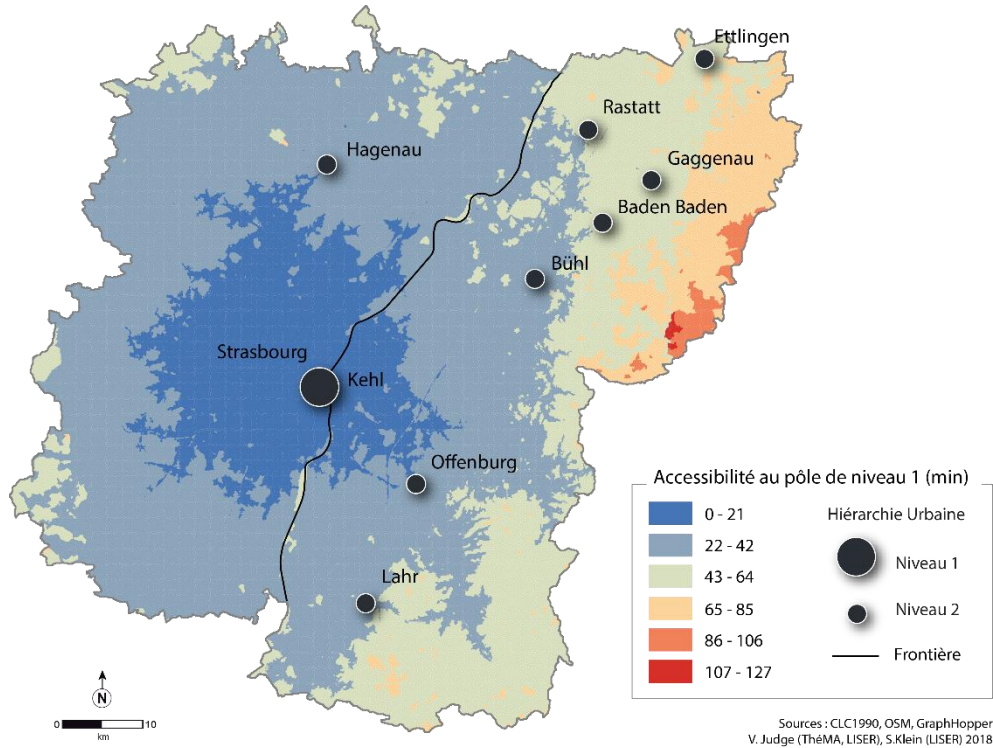 Ettlingen
Rastatt
Hagenau
Gaggenau
Baden Baden
Bühl
Strasbourg
Kehl
Offenburg
Lahr
Accessibilité au pôle de niveau 1 (min)
0 - 21
22 - 42
43 - 64
65 - 85
86 - 106
107 - 127
Hiérarchie Urbaine
Niveau 1
Niveau 2
Frontière
N
0 10
km
Sources : CLC1990, OSM, GraphHopper
V. Judge (ThéMA, LISER), S.Klein (LISER) 2018